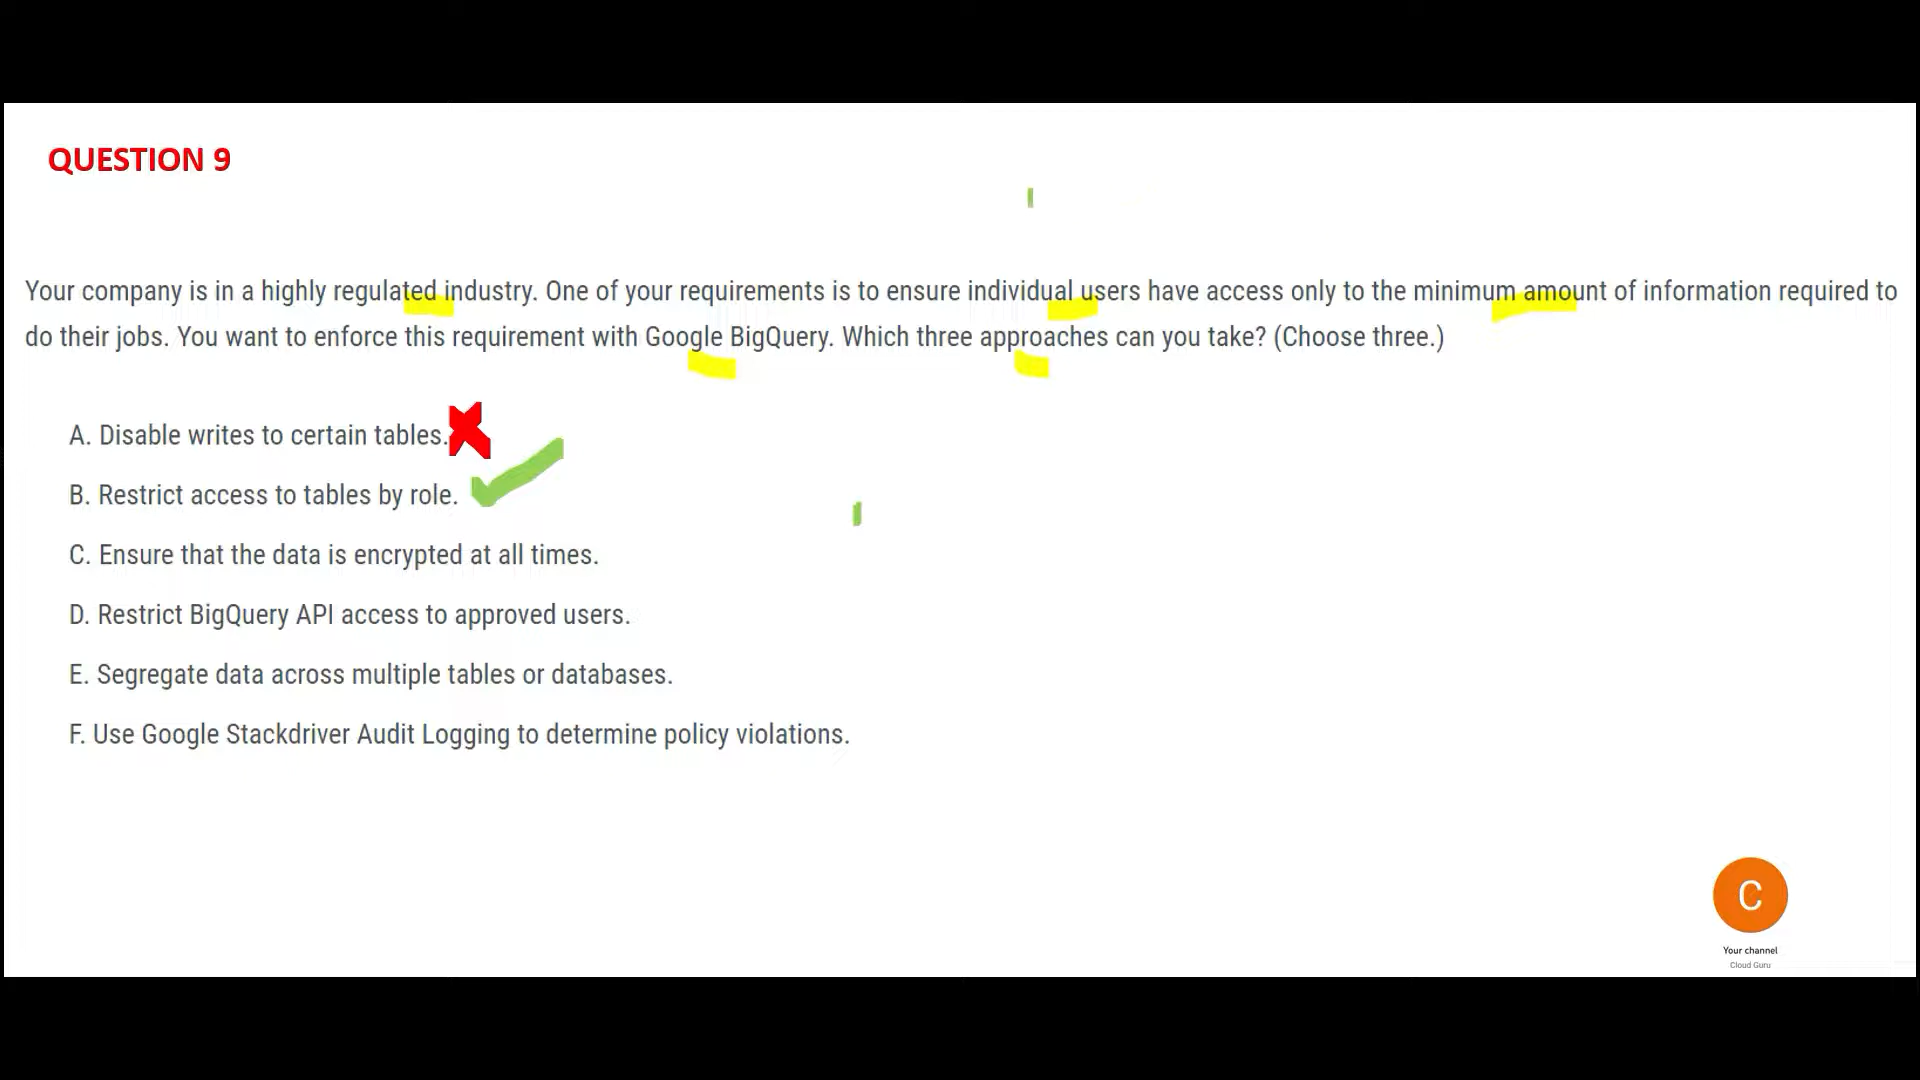 QUESTION 9
Your company is in a highly regulated industry. One of your requirements is to ensure individual users have access only to the minimum amount of information required to
do their jobs. You want to enforce this requirement with Google BigQuery. Which three approaches can you take? (Choose three.)
A. Disable writes to certain tables.
B. Restrict access to tables by role.
C. Ensure that the data is encrypted at all times.
D. Restrict BigQuery API access to approved users.
E. Segregate data across multiple tables or databases.
F. Use Google Stackdriver Audit Logging to determine policy violations.
C
Your channel
Cloud Guru